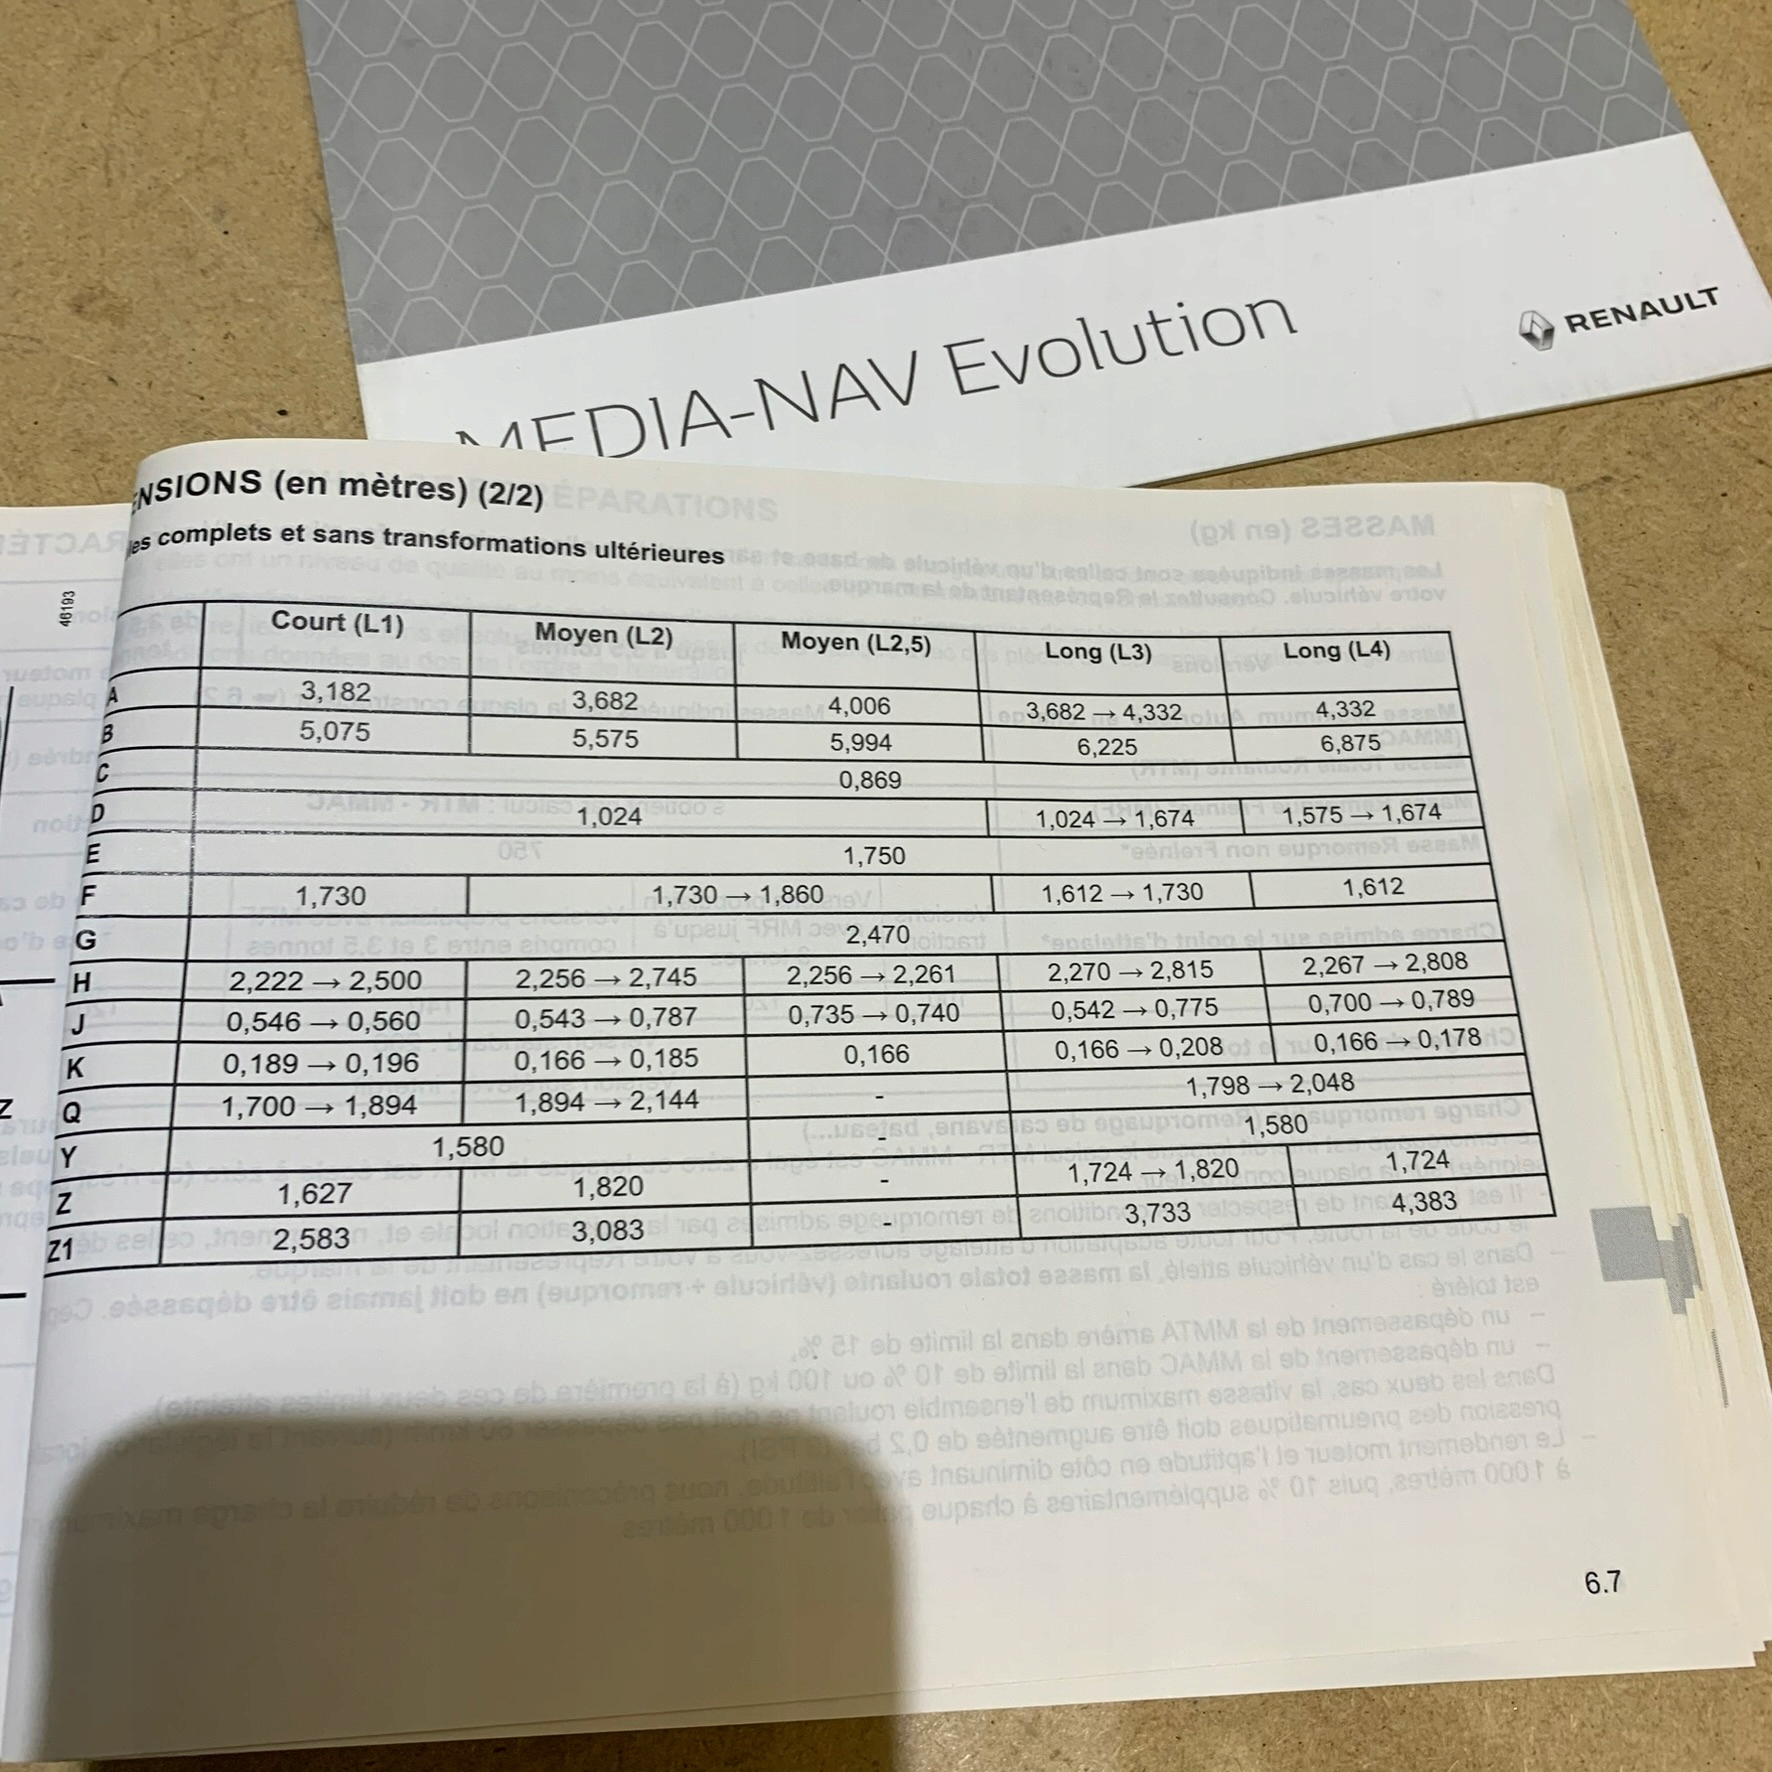 MEDIA-NAV Evolution
RENAULT
ENSIONS (en mètres) (2/2)
les complets et sans transformations ultérieures
46193
Court (L1) Moyen (L2) Moyen (L2,5) Long (L3) Long (L4)
A 3,182 3,682 4,006 3,682 → 4,332 4,332
B 5,075 5,575 5,994 6,225 6,875
C 0,869
D 1,024 1,024 → 1,674 1,575 → 1,674
E 1,750
F 1,730 1,730 → 1,860 1,612 → 1,730 1,612
G 2,470
H 2,222 → 2,500 2,256 → 2,745 2,256 → 2,261 2,270 → 2,815 2,267 → 2,808
J 0,546 → 0,560 0,543 → 0,787 0,735 → 0,740 0,542 → 0,775 0,700 → 0,789
K 0,189 → 0,196 0,166 → 0,185 0,166 0,166 → 0,208 0,166 → 0,178
Q 1,700 → 1,894 1,894 → 2,144 - 1,798 → 2,048
Y 1,580 - 1,580
Z 1,627 1,820 - 1,724 → 1,820 1,724
Z1 2,583 3,083 - 3,733 4,383
6.7